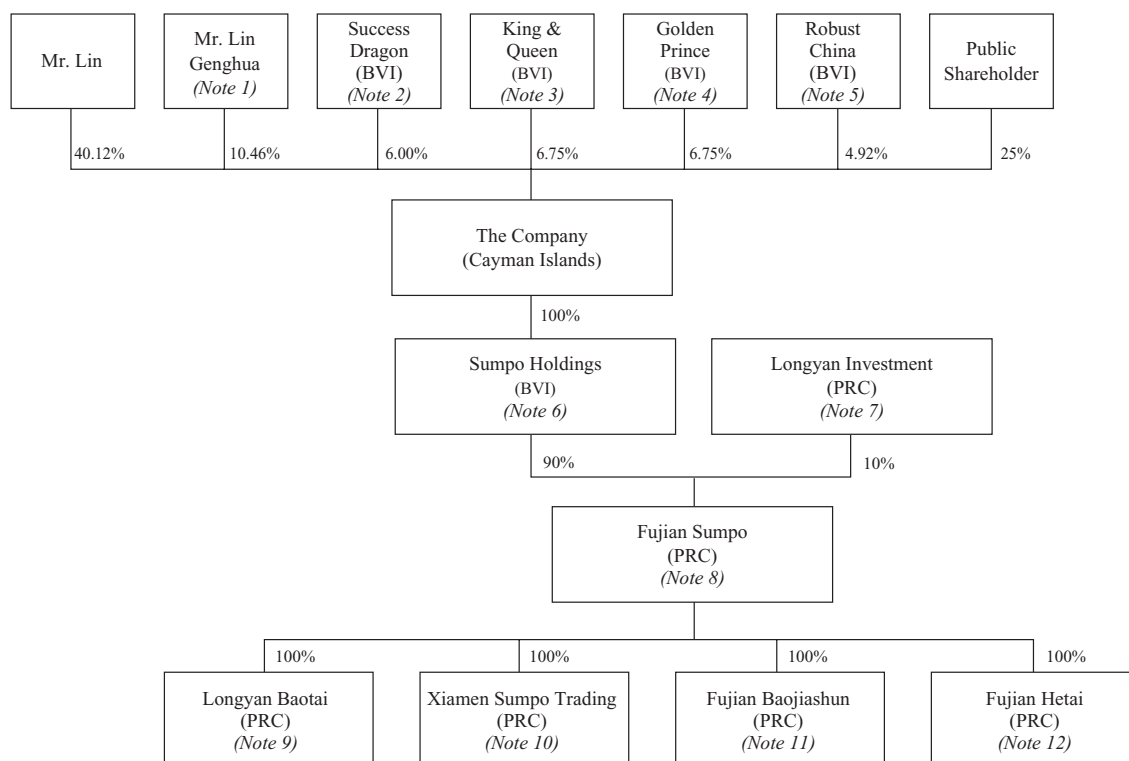 Mr. Lin
Mr. Lin
Genghua
(Note 1)
Success
Dragon
(BVI)
(Note 2)
King &
Queen
(BVI)
(Note 3)
Golden
Prince
(BVI)
(Note 4)
Robust
China
(BVI)
(Note 5)
Public
Shareholder
40.12%
10.46%
6.00%
6.75%
6.75%
4.92%
25%
The Company
(Cayman Islands)
100%
Sumpo Holdings
(BVI)
(Note 6)
Longyan Investment
(PRC)
(Note 7)
90%
10%
Fujian Sumpo
(PRC)
(Note 8)
100%
100%
100%
100%
Longyan Baotai
(PRC)
(Note 9)
Xiamen Sumpo Trading
(PRC)
(Note 10)
Fujian Baojiashun
(PRC)
(Note 11)
Fujian Hetai
(PRC)
(Note 12)